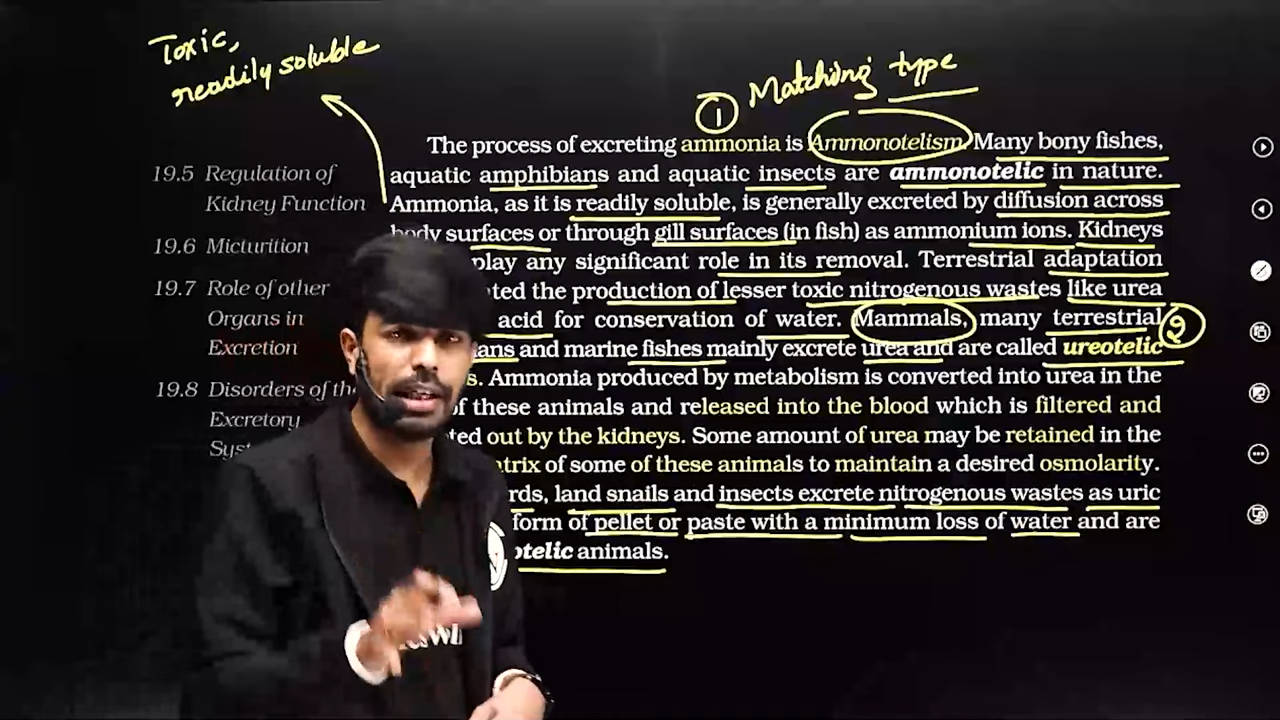 Toxic,
readily soluble
Matching type
1
The process of excreting ammonia is Ammonotelism. Many bony fishes,
aquatic amphibians and aquatic insects are ammonotelic in nature.
Ammonia, as it is readily soluble, is generally excreted by diffusion across
body surfaces or through gill surfaces (in fish) as ammonium ions. Kidneys
play any significant role in its removal. Terrestrial adaptation
ted the production of lesser toxic nitrogenous wastes like urea
acid for conservation of water. Mammals, many terrestrial
2
ians and marine fishes mainly excrete urea and are called ureotelic
s. Ammonia produced by metabolism is converted into urea in the
of these animals and released into the blood which is filtered and
ted out by the kidneys. Some amount of urea may be retained in the
trix of some of these animals to maintain a desired osmolarity.
rds, land snails and insects excrete nitrogenous wastes as uric
form of pellet or paste with a minimum loss of water and are
otelic animals.
19.5 Regulation of
Kidney Function
19.6 Micturition
19.7 Role of other
Organs in
Excretion
19.8 Disorders of the
Excretory
Sys